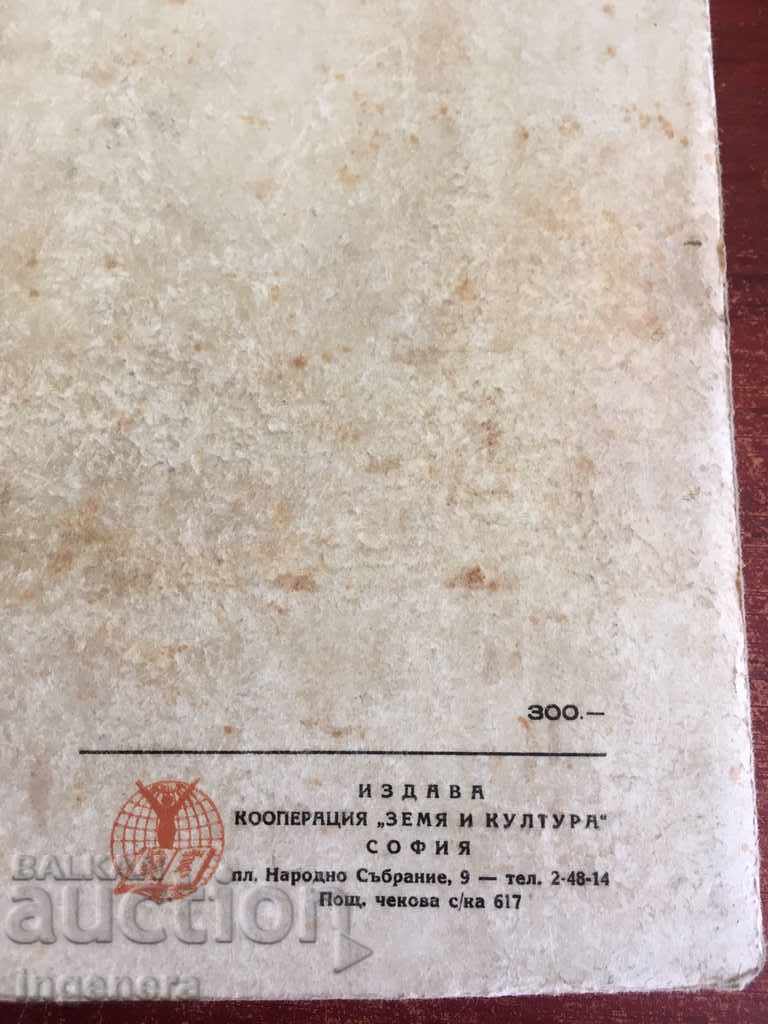 300.—
ИЗДАВА
КООПЕРАЦИЯ „ЗЕМЯ И КУЛТУРА"
СОФИЯ
пл. Народно Събрание, 9 — тел. 2-48-14
Пощ. чекова с/ка 617
BALKAN
auction
ingenera